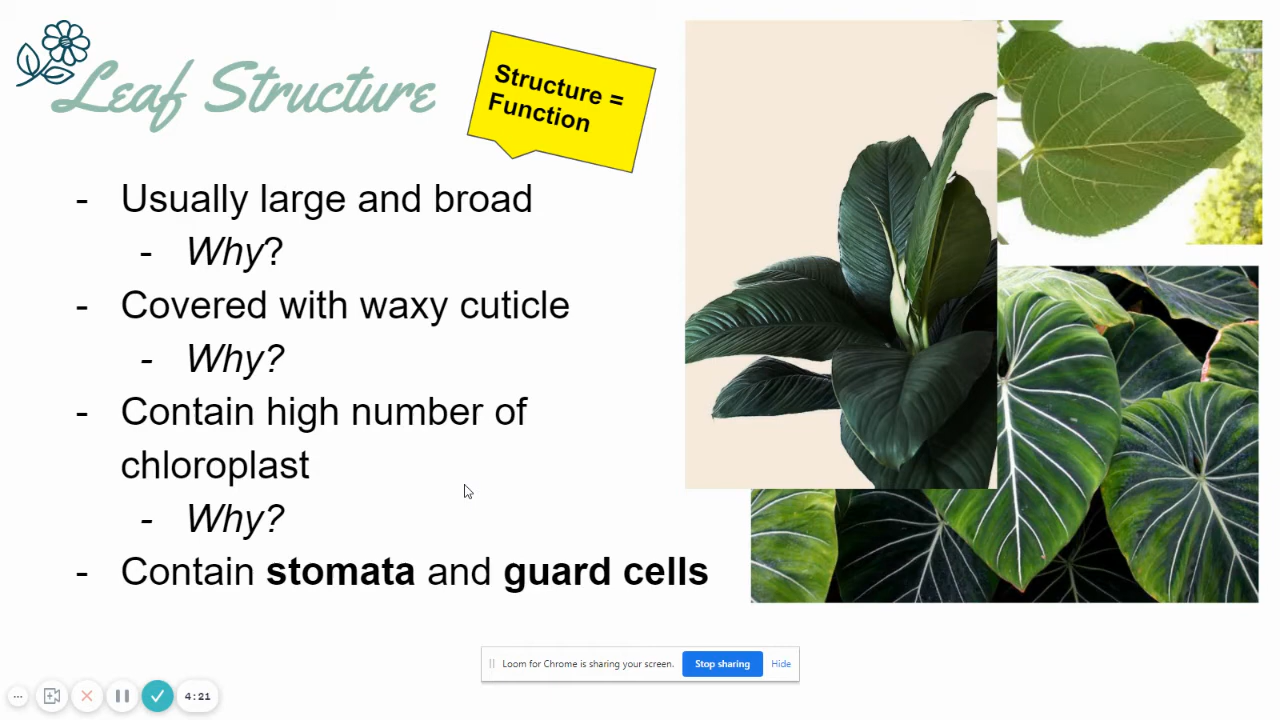 Leaf Structure
Structure =
Function
- Usually large and broad
- Why?
- Covered with waxy cuticle
- Why?
- Contain high number of
chloroplast
- Why?
- Contain stomata and guard cells
Loom for Chrome is sharing your screen. Stop sharing Hide
4:21